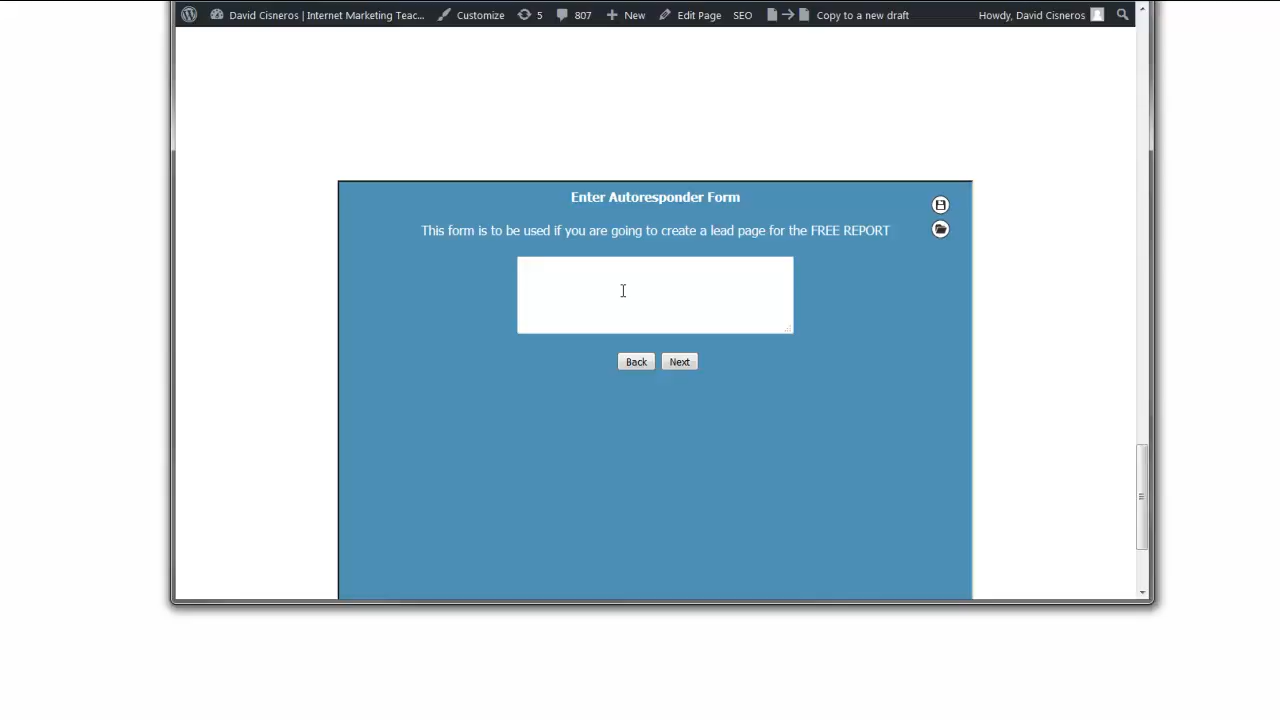 David Cisneros | Internet Marketing Teac... Customize 5 807 New Edit Page SEO Copy to a new draft Howdy, David Cisneros
Enter Autoresponder Form
This form is to be used if you are going to create a lead page for the FREE REPORT
Back Next